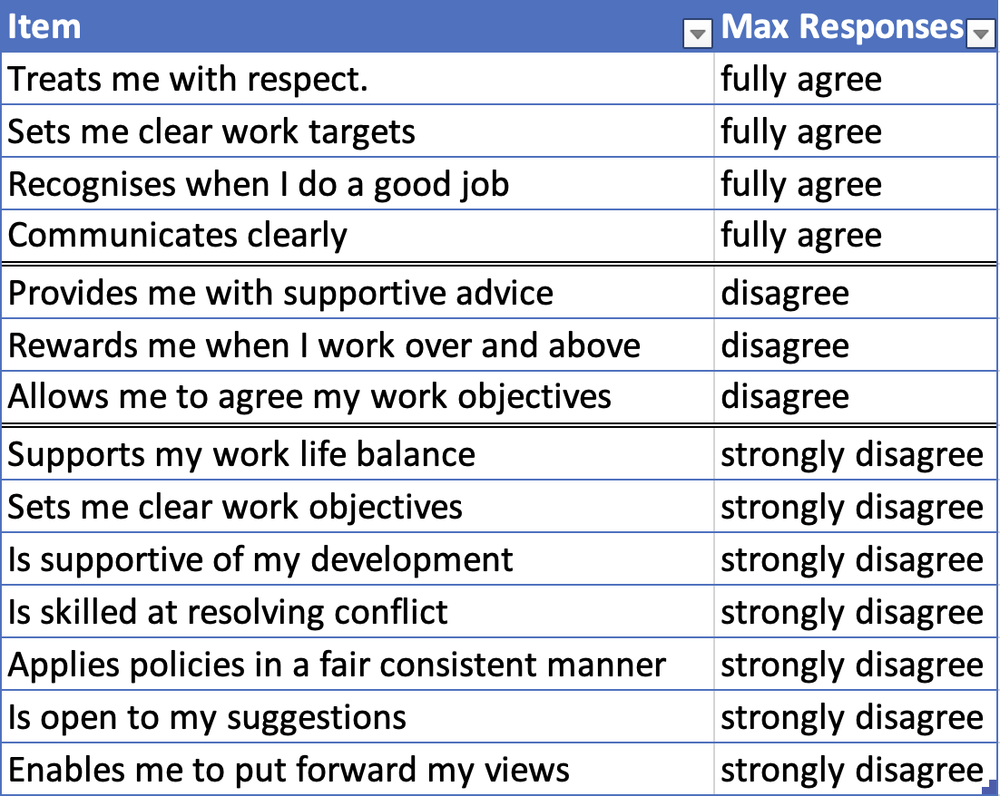 Item Max Responses
Treats me with respect. fully agree
Sets me clear work targets fully agree
Recognises when I do a good job fully agree
Communicates clearly fully agree
Provides me with supportive advice disagree
Rewards me when I work over and above disagree
Allows me to agree my work objectives disagree
Supports my work life balance strongly disagree
Sets me clear work objectives strongly disagree
Is supportive of my development strongly disagree
Is skilled at resolving conflict strongly disagree
Applies policies in a fair consistent manner strongly disagree
Is open to my suggestions strongly disagree
Enables me to put forward my views strongly disagree